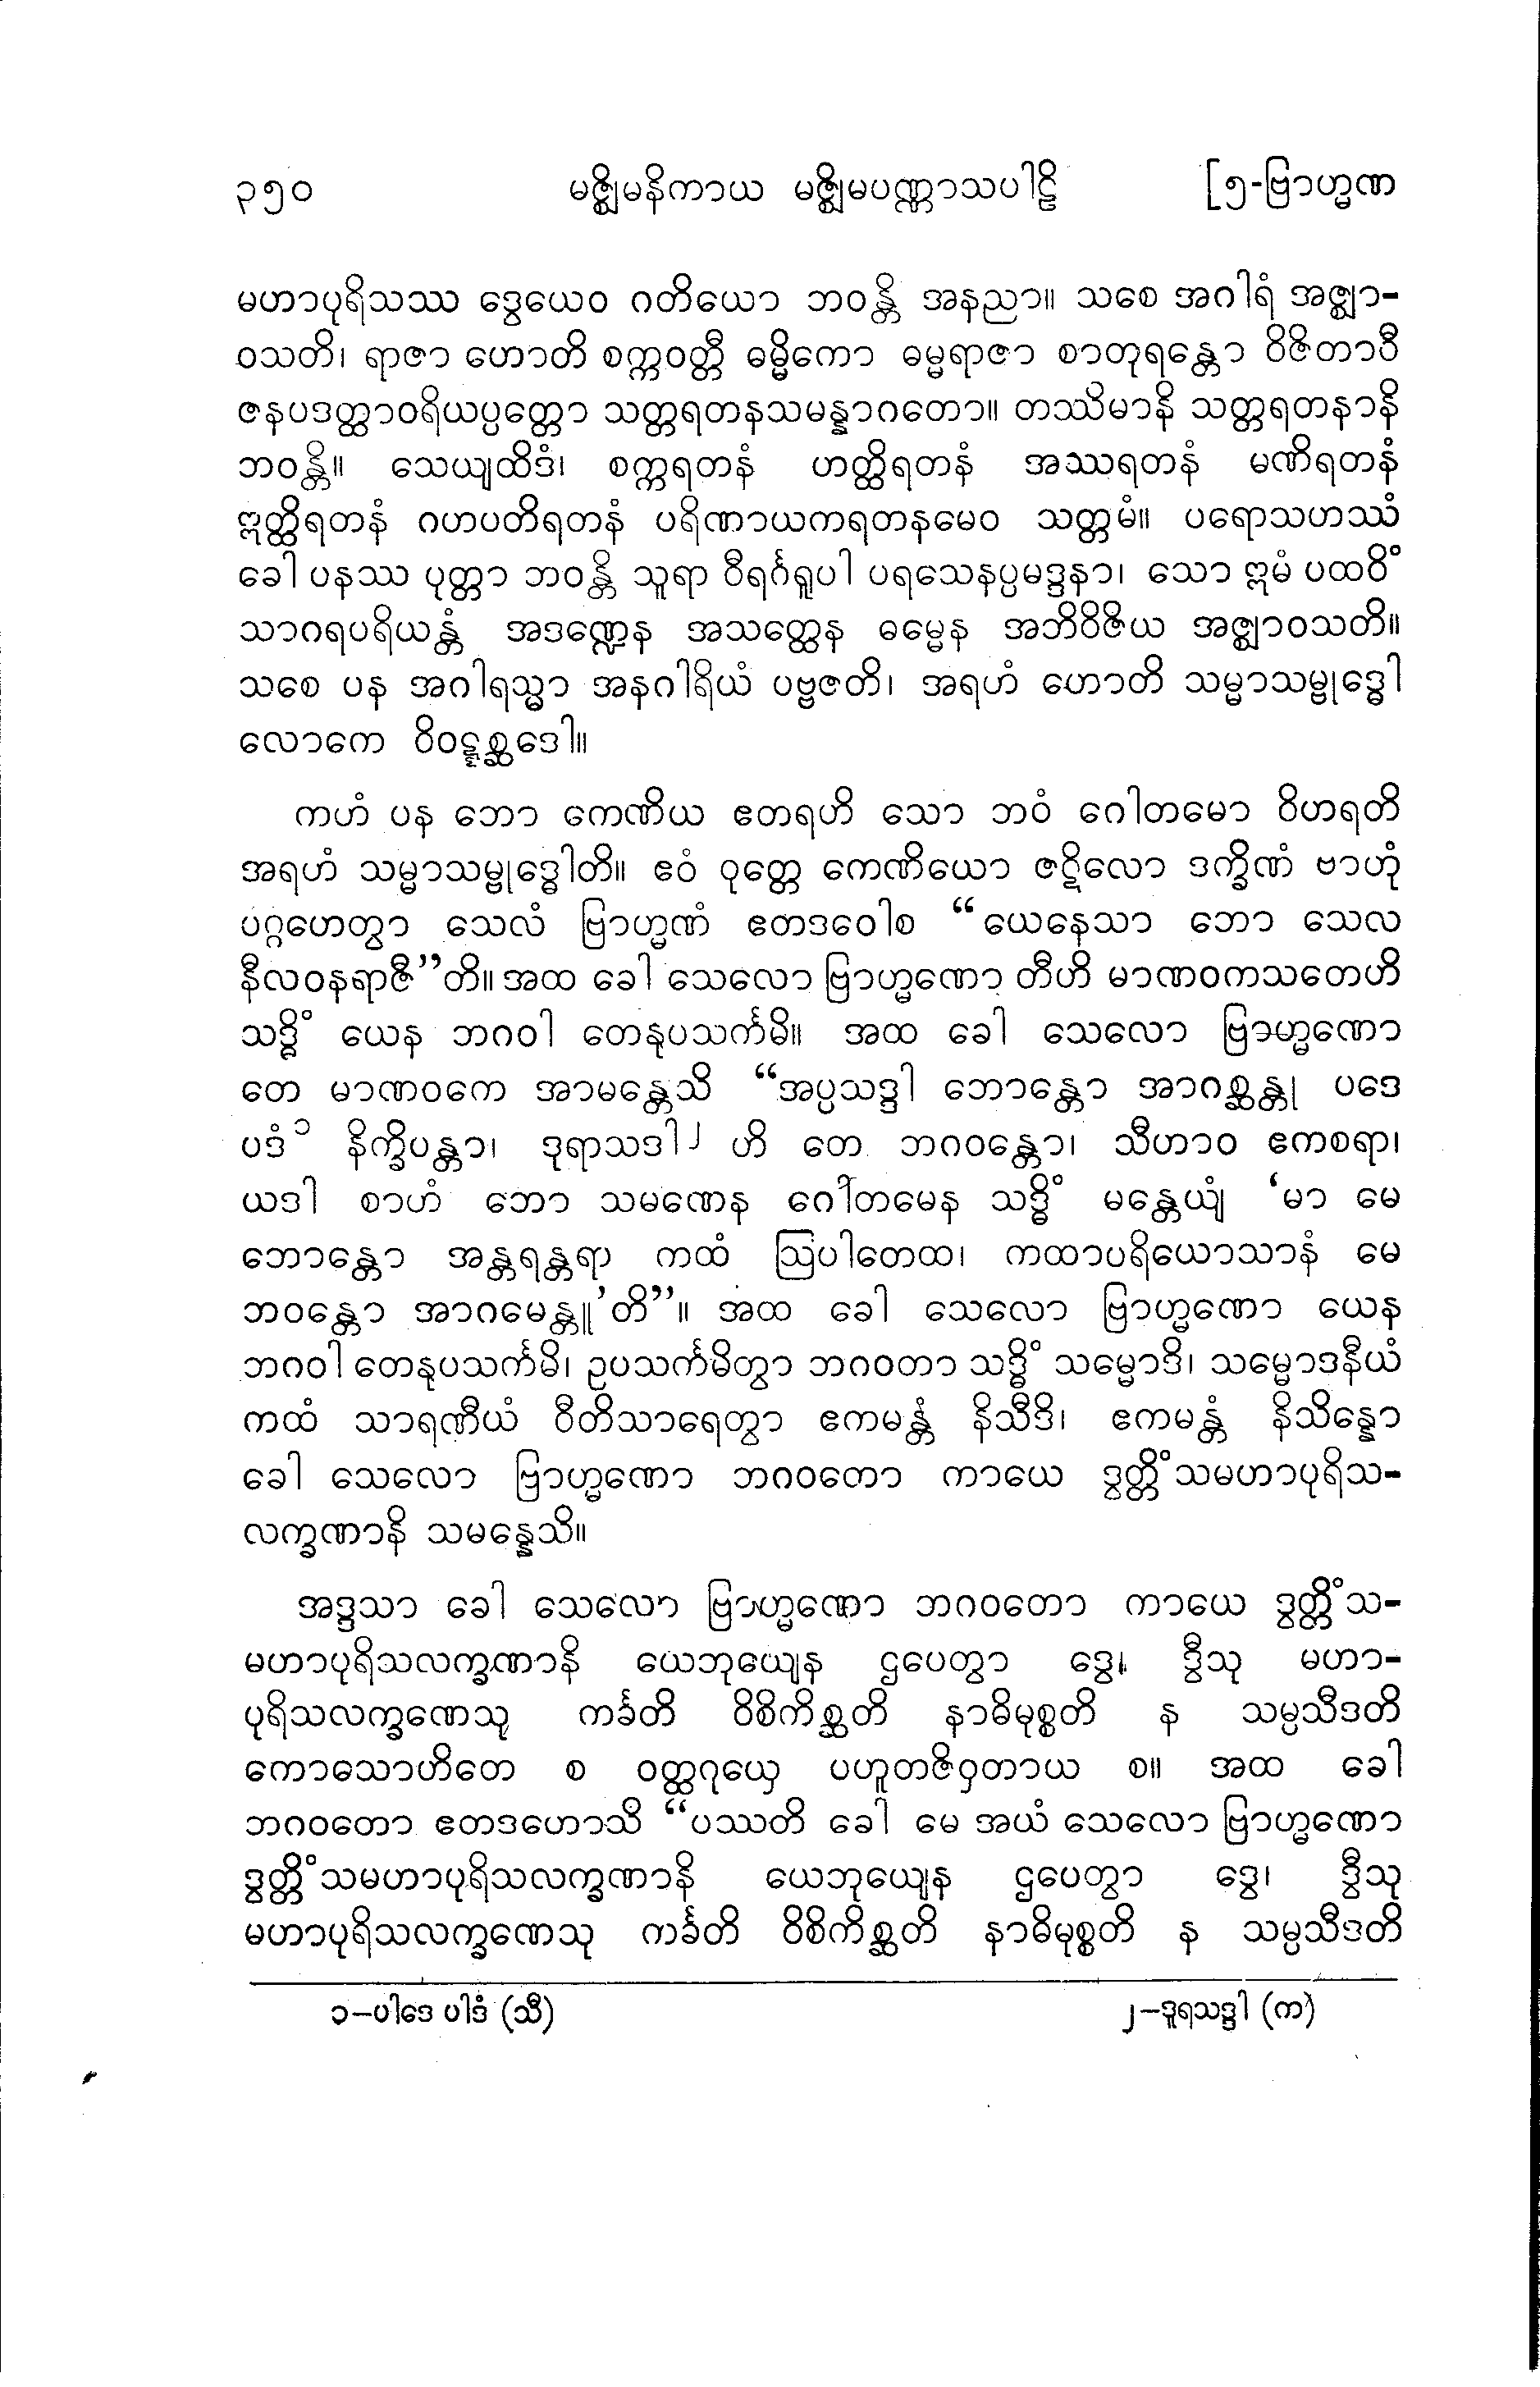 ၃၅၀ မဇ္ဈိမနိကာယ မဇ္ဈိမပဏ္ဏာသပါဠိ [၅-ဗြာဟ္မဏ
မဟာပုရိသဿ ဒွေယေဝ ဂတိယော ဘဝန္တိ အနညာ။ သစေ အဂါရံ အဇ္ဈာ-
ဝသတိ၊ ရာဇာ ဟောတိ စက္ကဝတ္တီ ဓမ္မိကော ဓမ္မရာဇာ စာတုရန္တော ဝိဇိတာဝီ
ဇနပဒတ္ထာဝရိယပ္ပတ္တော သတ္တရတနသမန္နာဂတော။ တဿိမာနိ သတ္တရတနာနိ
ဘဝန္တိ။ သေယျထိဒံ၊ စက္ကရတနံ ဟတ္ထိရတနံ အဿရတနံ မဏိရတနံ
ဣတ္ထိရတနံ ဂဟပတိရတနံ ပရိဏာယကရတနမေဝ သတ္တမံ။ ပရောသဟဿံ
ခေါ ပနဿ ပုတ္တာ ဘဝန္တိ သူရာ ဝီရင်္ဂရူပါ ပရသေနပ္ပမဒ္ဒနာ၊ သော ဣမံ ပထဝိံ
သာဂရပရိယန္တံ အဒဏ္ဍေန အသတ္ထေန ဓမ္မေန အဘိဝိဇိယ အဇ္ဈာဝသတိ။
သစေ ပန အဂါရသ္မာ အနဂါရိယံ ပဗ္ဗဇတိ၊ အရဟံ ဟောတိ သမ္မာသမ္ဗုဒ္ဓေါ
လောကေ ဝိဝဋ္ဋစ္ဆဒေါ။
ကဟံ ပန ဘော ကေဏိယ ဧတရဟိ သော ဘဝံ ဂေါတမော ဝိဟရတိ
အရဟံ သမ္မာသမ္ဗုဒ္ဓေါတိ။ ဧဝံ ဝုတ္တေ ကေဏိယော ဇဋိလော ဒက္ခိဏံ ဗာဟုံ
ပဂ္ဂဟေတွာ သေလံ ဗြာဟ္မဏံ ဧတဒဝေါစ “ယေနေသာ ဘော သေလ
နီလဝနရာဇီ”တိ။ အထ ခေါ သေလော ဗြာဟ္မဏော တီဟိ မာဏဝကသတေဟိ
သဒ္ဓိံ ယေန ဘဂဝါ တေနုပသင်္ကမိ။ အထ ခေါ သေလော ဗြာဟ္မဏော
တေ မာဏဝကေ အာမန္တေသိ “အပ္ပသဒ္ဒါ ဘောန္တော အာဂစ္ဆန္တု ပဒေ
ပဒံ ၁ နိက္ခိပန္တာ၊ ဒုရာသဒါ ၂ ဟိ တေ ဘဂဝန္တော၊ သီဟာဝ ဧကစရာ၊
ယဒါ စာဟံ ဘော သမဏေန ဂေါတမေန သဒ္ဓိံ မန္တေယျံ ‘မာ မေ
ဘောန္တော အန္တရန္တရာ ကထံ ဩပါတေထ၊ ကထာပရိယောသာနံ မေ
ဘဝန္တော အာဂမေန္တူ’တိ”။ အထ ခေါ သေလော ဗြာဟ္မဏော ယေန
ဘဂဝါ တေနုပသင်္ကမိ၊ ဥပသင်္ကမိတွာ ဘဂဝတာ သဒ္ဓိံ သမ္မောဒိ၊ သမ္မောဒနီယံ
ကထံ သာရဏီယံ ဝီတိသာရေတွာ ဧကမန္တံ နိသီဒိ၊ ဧကမန္တံ နိသိန္နော
ခေါ သေလော ဗြာဟ္မဏော ဘဂဝတော ကာယေ ဒွတ္တိံသမဟာပုရိသ-
လက္ခဏာနိ သမန္နေသိ။
အဒ္ဒသာ ခေါ သေလော ဗြာဟ္မဏော ဘဂဝတော ကာယေ ဒွတ္တိံသ-
မဟာပုရိသလက္ခဏာနိ ယေဘုယျေန ဌပေတွာ ဒွေ၊ ဒွီသု မဟာ-
ပုရိသလက္ခဏေသု ကင်္ခတိ ဝိစိကိစ္ဆတိ နာဓိမုစ္စတိ န သမ္ပသီဒတိ
ကောသောဟိတေ စ ဝတ္ထဂုယှေ ပဟူတဇိဝှတာယ စ။ အထ ခေါ
ဘဂဝတော ဧတဒဟောသိ “ပဿတိ ခေါ မေ အယံ သေလော ဗြာဟ္မဏော
ဒွတ္တိံသမဟာပုရိသလက္ခဏာနိ ယေဘုယျေန ဌပေတွာ ဒွေ၊ ဒွီသု
မဟာပုရိသလက္ခဏေသု ကင်္ခတိ ဝိစိကိစ္ဆတိ နာဓိမုစ္စတိ န သမ္ပသီဒတိ
၁-ပါဒေ ပါဒံ (သီ) ၂-ဒူရသဒ္ဒါ (က)